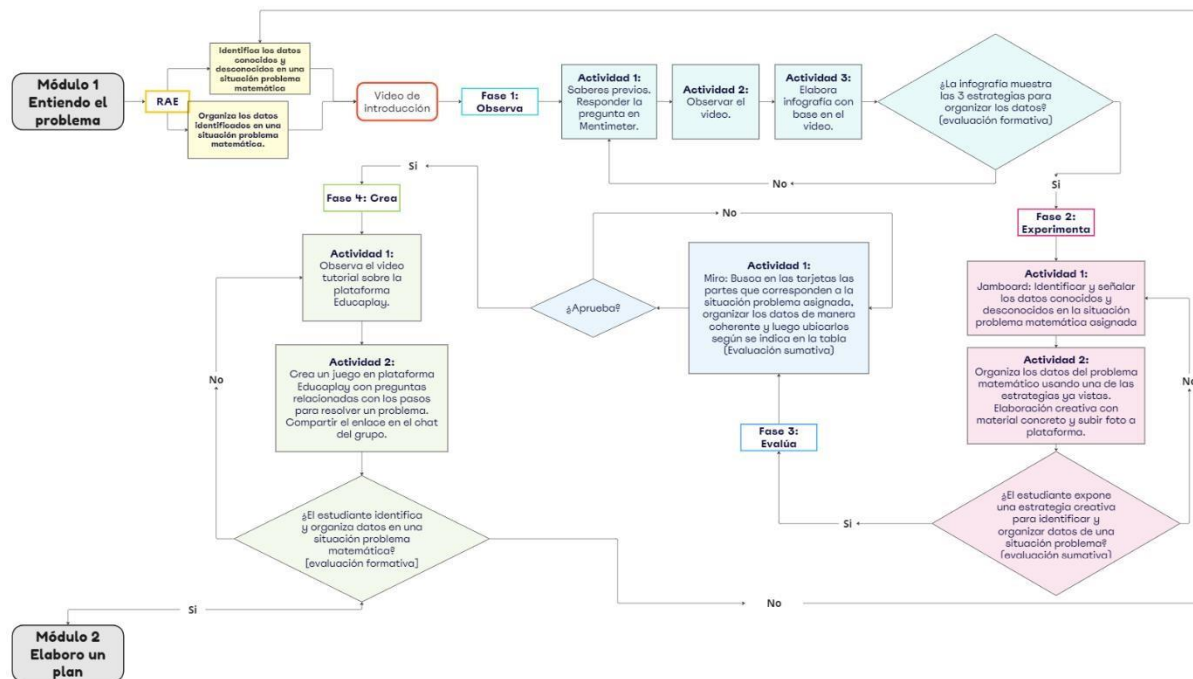 Módulo 1
Entiendo el
problema
RAE
Identifica los datos
conocidos y
desconocidos en una
situación problema
matemática
Organiza los datos
identificados en una
situación problema
matemática.
Video de
introducción
Fase 1:
Observa
Actividad 1:
Saberes previos.
Responder la
pregunta en
Mentimeter.
Actividad 2:
Observar el
video.
Actividad 3:
Elabora
infografía con
base en el
video.
¿La infografía muestra
las 3 estrategias para
organizar los datos?
(evaluación formativa)
No
Si
Fase 2:
Experimenta
Actividad 1:
Jamboard: Identificar y señalar
los datos conocidos y
desconocidos en la situación
problema matemática asignada
Actividad 2:
Organiza los datos del problema
matemático usando una de las
estrategias ya vistas.
Elaboración creativa con
material concreto y subir foto a
plataforma.
¿El estudiante expone
una estrategia creativa
para identificar y
organizar datos de una
situación problema?
(evaluación sumativa)
No
Si
Fase 3:
Evalúa
Actividad 1:
Miro: Busca en las tarjetas las
partes que corresponden a la
situación problema asignada,
organizar los datos de manera
coherente y luego ubicarlos
según se indica en la tabla
(Evaluación sumativa)
¿Aprueba?
No
Si
Fase 4: Crea
Actividad 1:
Observa el video
tutorial sobre la
plataforma
Educaplay.
Actividad 2:
Crea un juego en plataforma
Educaplay con preguntas
relacionadas con los pasos
para resolver un problema.
Compartir el enlace en el chat
del grupo.
¿El estudiante identifica
y organiza datos en una
situación problema
matemática?
[evaluación formativa]
No
No
Si
Módulo 2
Elaboro un
plan